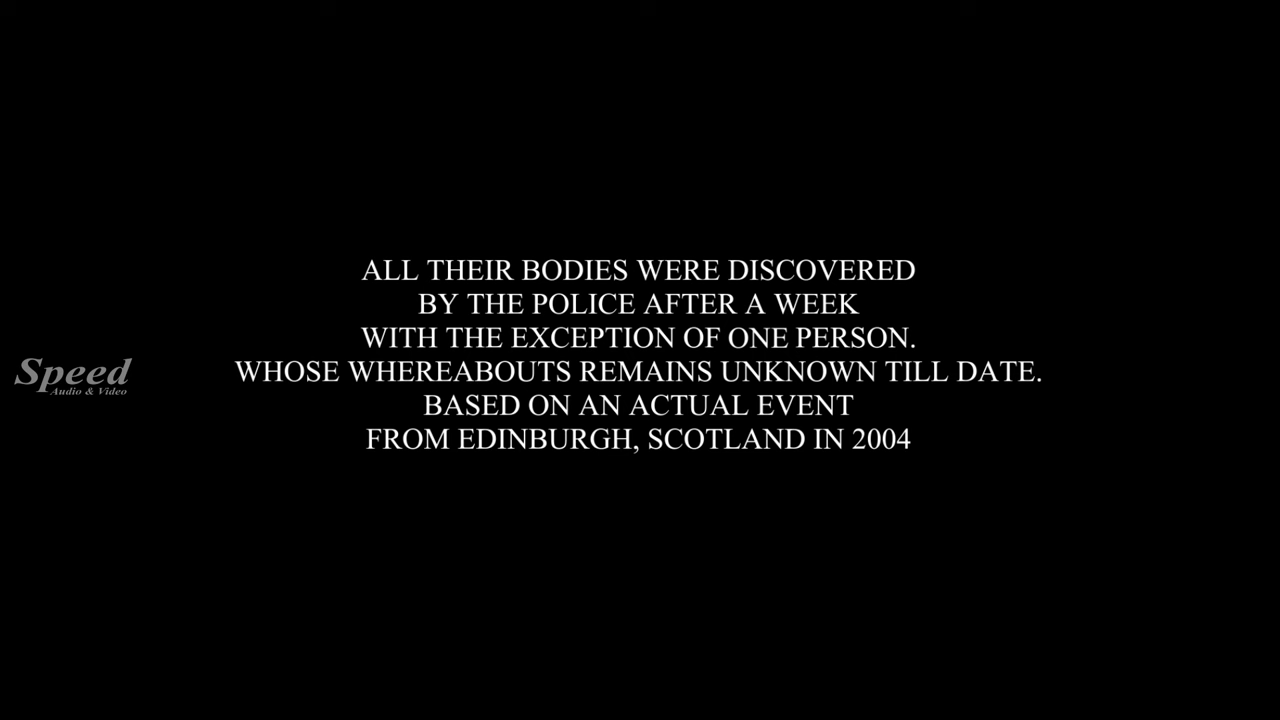 ALL THEIR BODIES WERE DISCOVERED
BY THE POLICE AFTER A WEEK
WITH THE EXCEPTION OF ONE PERSON.
WHOSE WHEREABOUTS REMAINS UNKNOWN TILL DATE.
BASED ON AN ACTUAL EVENT
FROM EDINBURGH, SCOTLAND IN 2004
Speed
Audio & Video